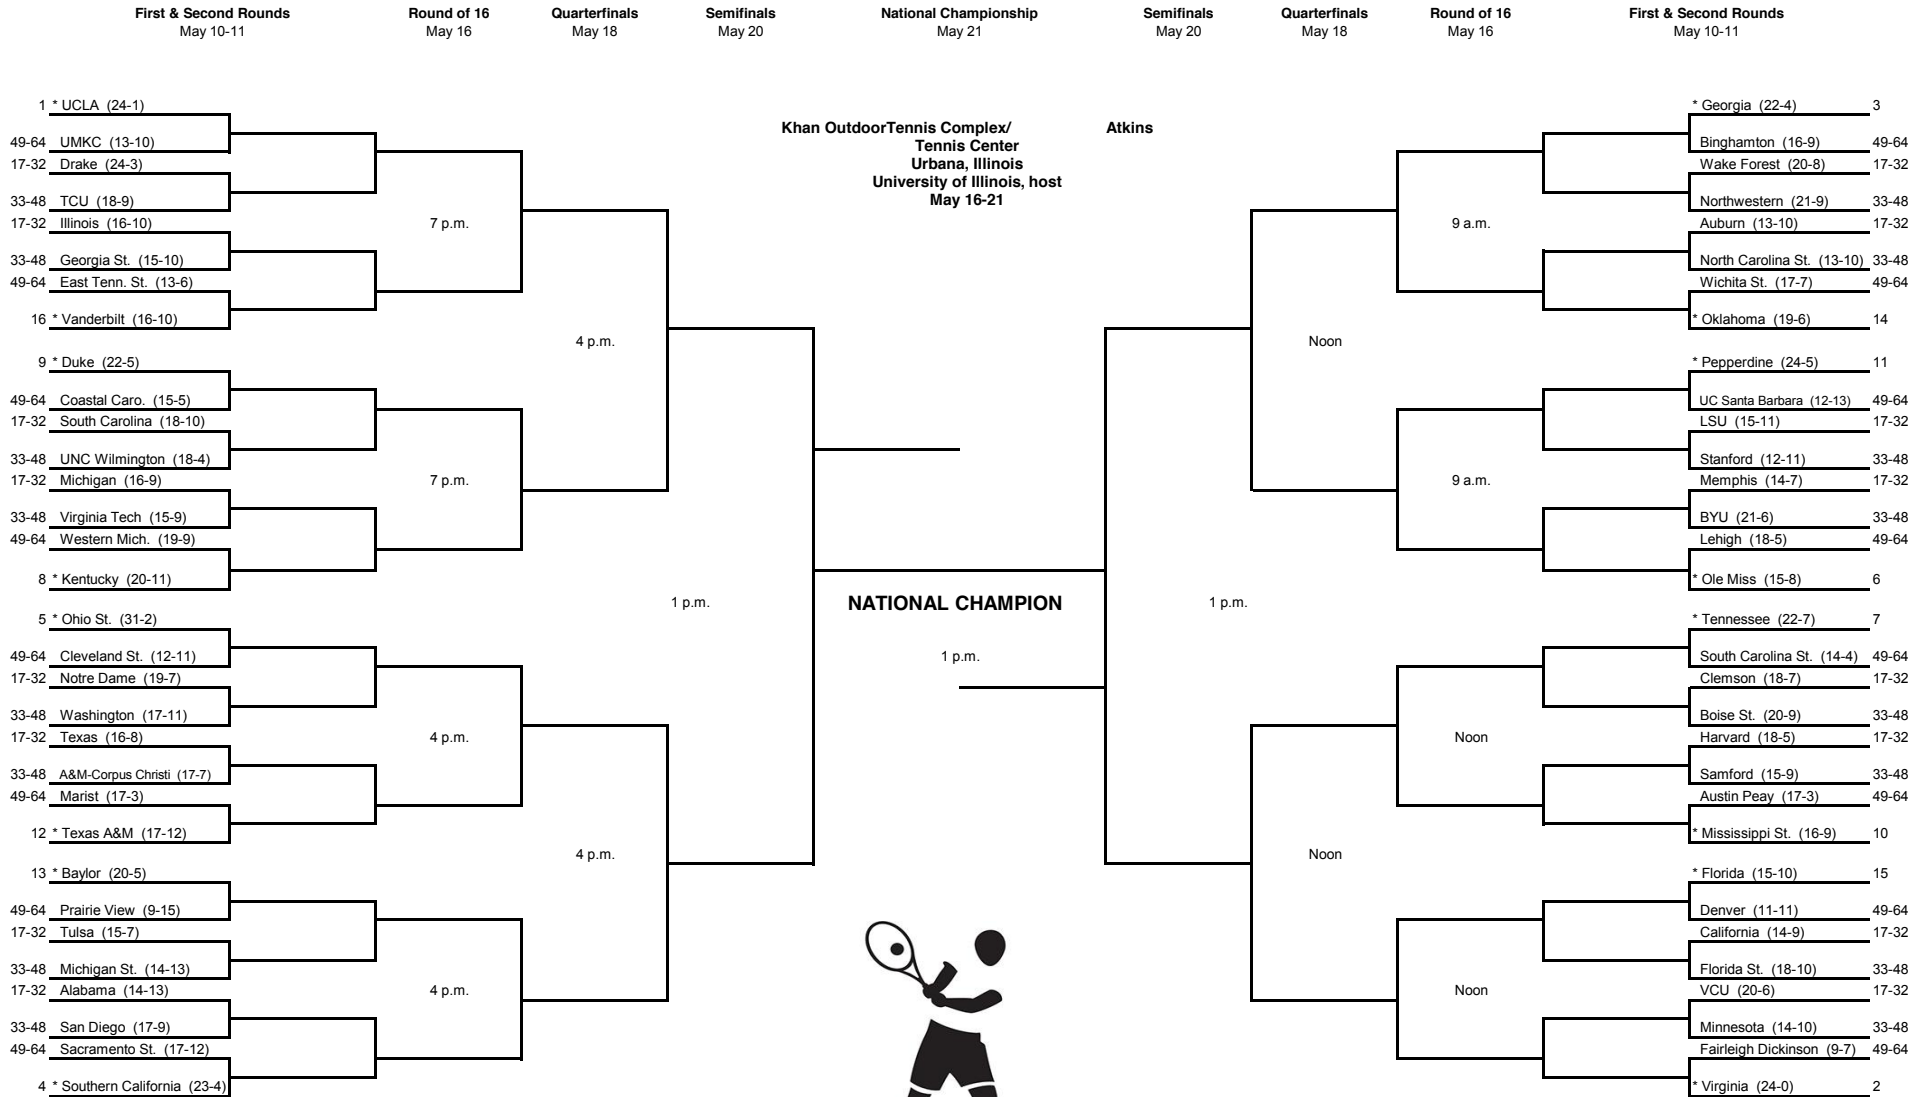 First & Second Rounds Round of 16 Quarterfinals Semifinals National Championship Semifinals Quarterfinals Round of 16 First & Second Rounds
May 10-11 May 16 May 18 May 20 May 21 May 20 May 18 May 16 May 10-11
1 * UCLA (24-1)
49-64 UMKC (13-10)
17-32 Drake (24-3)
33-48 TCU (18-9)
17-32 Illinois (16-10)
7 p.m.
33-48 Georgia St. (15-10)
49-64 East Tenn. St. (13-6)
16 * Vanderbilt (16-10)
4 p.m.
9 * Duke (22-5)
49-64 Coastal Caro. (15-5)
17-32 South Carolina (18-10)
33-48 UNC Wilmington (18-4)
17-32 Michigan (16-9)
7 p.m.
33-48 Virginia Tech (15-9)
49-64 Western Mich. (19-9)
8 * Kentucky (20-11)
1 p.m.
5 * Ohio St. (31-2)
49-64 Cleveland St. (12-11)
17-32 Notre Dame (19-7)
33-48 Washington (17-11)
17-32 Texas (16-8)
4 p.m.
33-48 A&M-Corpus Christi (17-7)
49-64 Marist (17-3)
12 * Texas A&M (17-12)
4 p.m.
13 * Baylor (20-5)
49-64 Prairie View (9-15)
17-32 Tulsa (15-7)
33-48 Michigan St. (14-13)
17-32 Alabama (14-13)
4 p.m.
33-48 San Diego (17-9)
49-64 Sacramento St. (17-12)
4 * Southern California (23-4)
Khan OutdoorTennis Complex/ Atkins
Tennis Center
Urbana, Illinois
University of Illinois, host
May 16-21
NATIONAL CHAMPION
1 p.m.
* Georgia (22-4) 3
Binghamton (16-9) 49-64
Wake Forest (20-8) 17-32
Northwestern (21-9) 33-48
9 a.m.
Auburn (13-10) 17-32
North Carolina St. (13-10) 33-48
Wichita St. (17-7) 49-64
* Oklahoma (19-6) 14
Noon
* Pepperdine (24-5) 11
UC Santa Barbara (12-13) 49-64
LSU (15-11) 17-32
Stanford (12-11) 33-48
9 a.m.
Memphis (14-7) 17-32
BYU (21-6) 33-48
Lehigh (18-5) 49-64
* Ole Miss (15-8) 6
1 p.m.
* Tennessee (22-7) 7
South Carolina St. (14-4) 49-64
Clemson (18-7) 17-32
Boise St. (20-9) 33-48
Noon
Harvard (18-5) 17-32
Samford (15-9) 33-48
Austin Peay (17-3) 49-64
* Mississippi St. (16-9) 10
Noon
* Florida (15-10) 15
Denver (11-11) 49-64
California (14-9) 17-32
Florida St. (18-10) 33-48
Noon
VCU (20-6) 17-32
Minnesota (14-10) 33-48
Fairleigh Dickinson (9-7) 49-64
* Virginia (24-0) 2